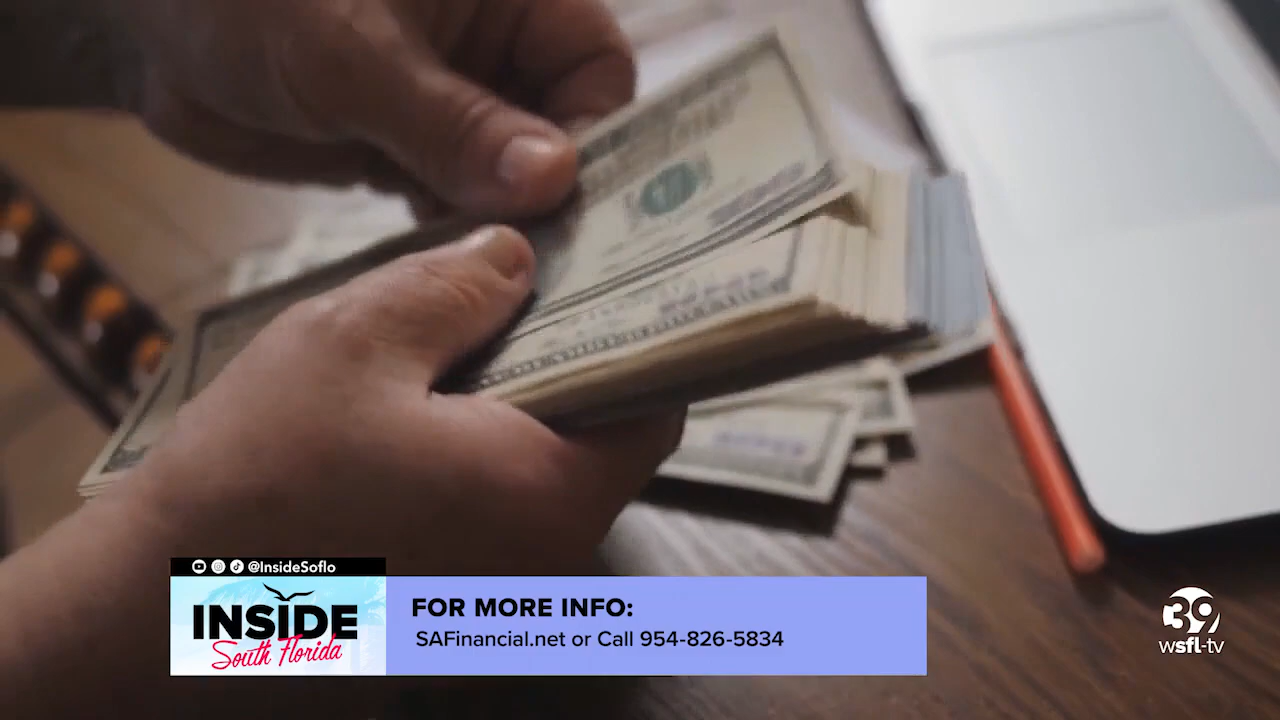 @InsideSoflo
INSIDE
South Florida
FOR MORE INFO:
SAFinancial.net or Call 954-826-5834
39
wsfl-tv